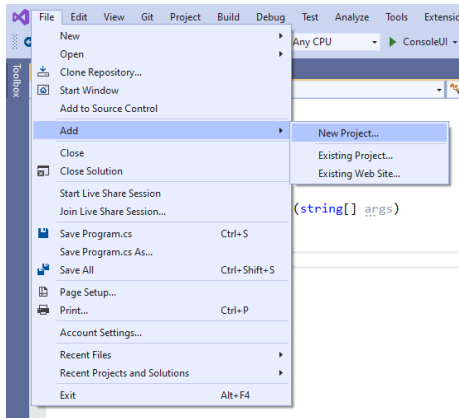 File Edit View Git Project Build Debug Test Analyze Tools
New
Any CPU ConsoleUI
Open
Toolbox
Clone Repository...
Start Window
Add to Source Control
Add
New Project...
Close
Existing Project...
Close Solution
Existing Web Site...
Start Live Share Session
Join Live Share Session...
(string[] args)
Save Program.cs Ctrl+S
Save Program.cs As...
Save All Ctrl+Shift+S
Page Setup...
Print... Ctrl+P
Account Settings...
Recent Files
Recent Projects and Solutions
Exit Alt+F4